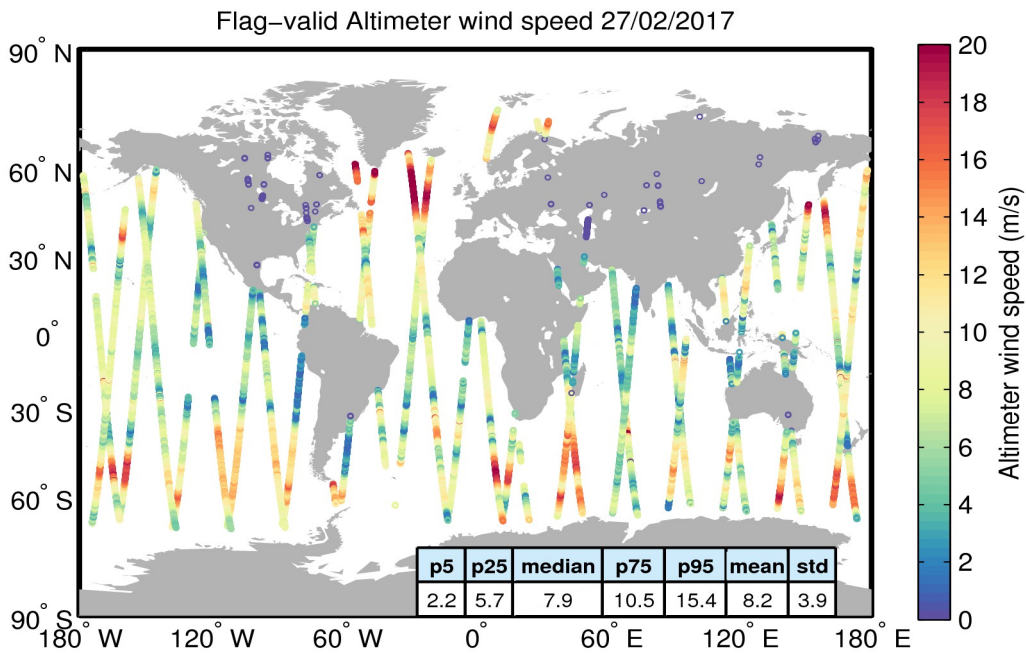 Flag−valid Altimeter wind speed 27/02/2017
90° N
60° N
30° N
0°
30° S
60° S
90° S
180° W
120° W
60° W
0°
60° E
120° E
180° E
p5 p25 median p75 p95 mean std
2.2 5.7 7.9 10.5 15.4 8.2 3.9
20
18
16
14
12
10
8
6
4
2
0
Altimeter wind speed (m/s)